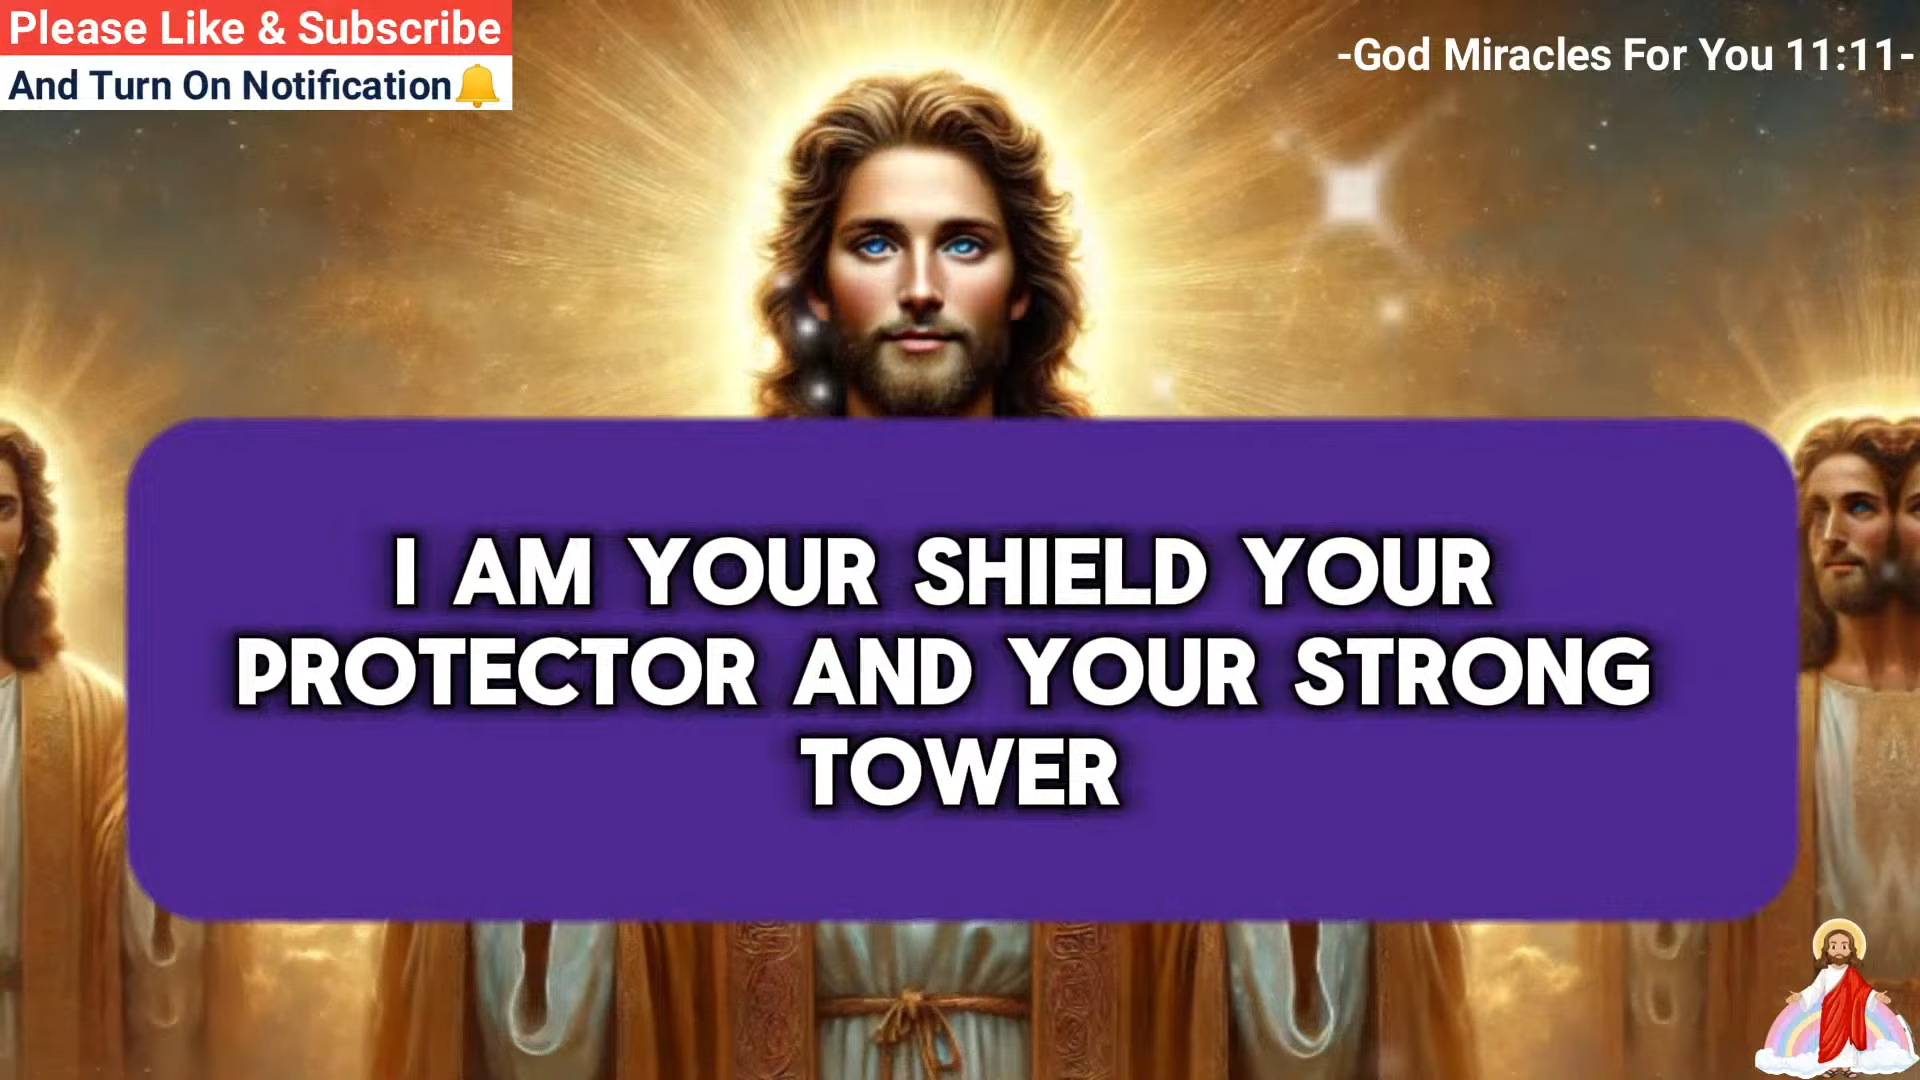 Please Like & Subscribe
And Turn On Notification🔔
-God Miracles For You 11:11-
I AM YOUR SHIELD YOUR
PROTECTOR AND YOUR STRONG
TOWER